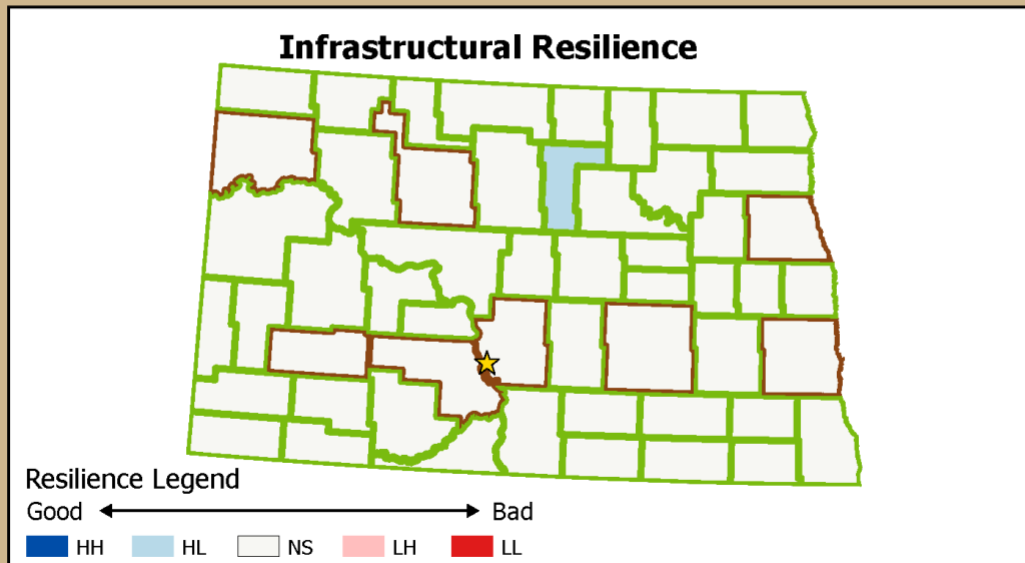 Infrastructural Resilience
Resilience Legend
Good Bad
HH HL NS LH LL